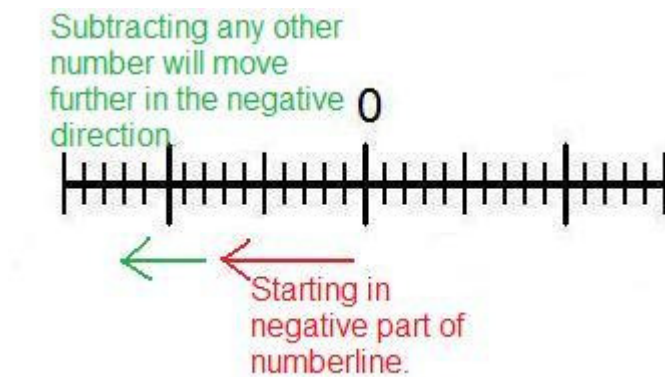 Subtracting any other
number will move
further in the negative
direction
0
Starting in
negative part of
numberline.